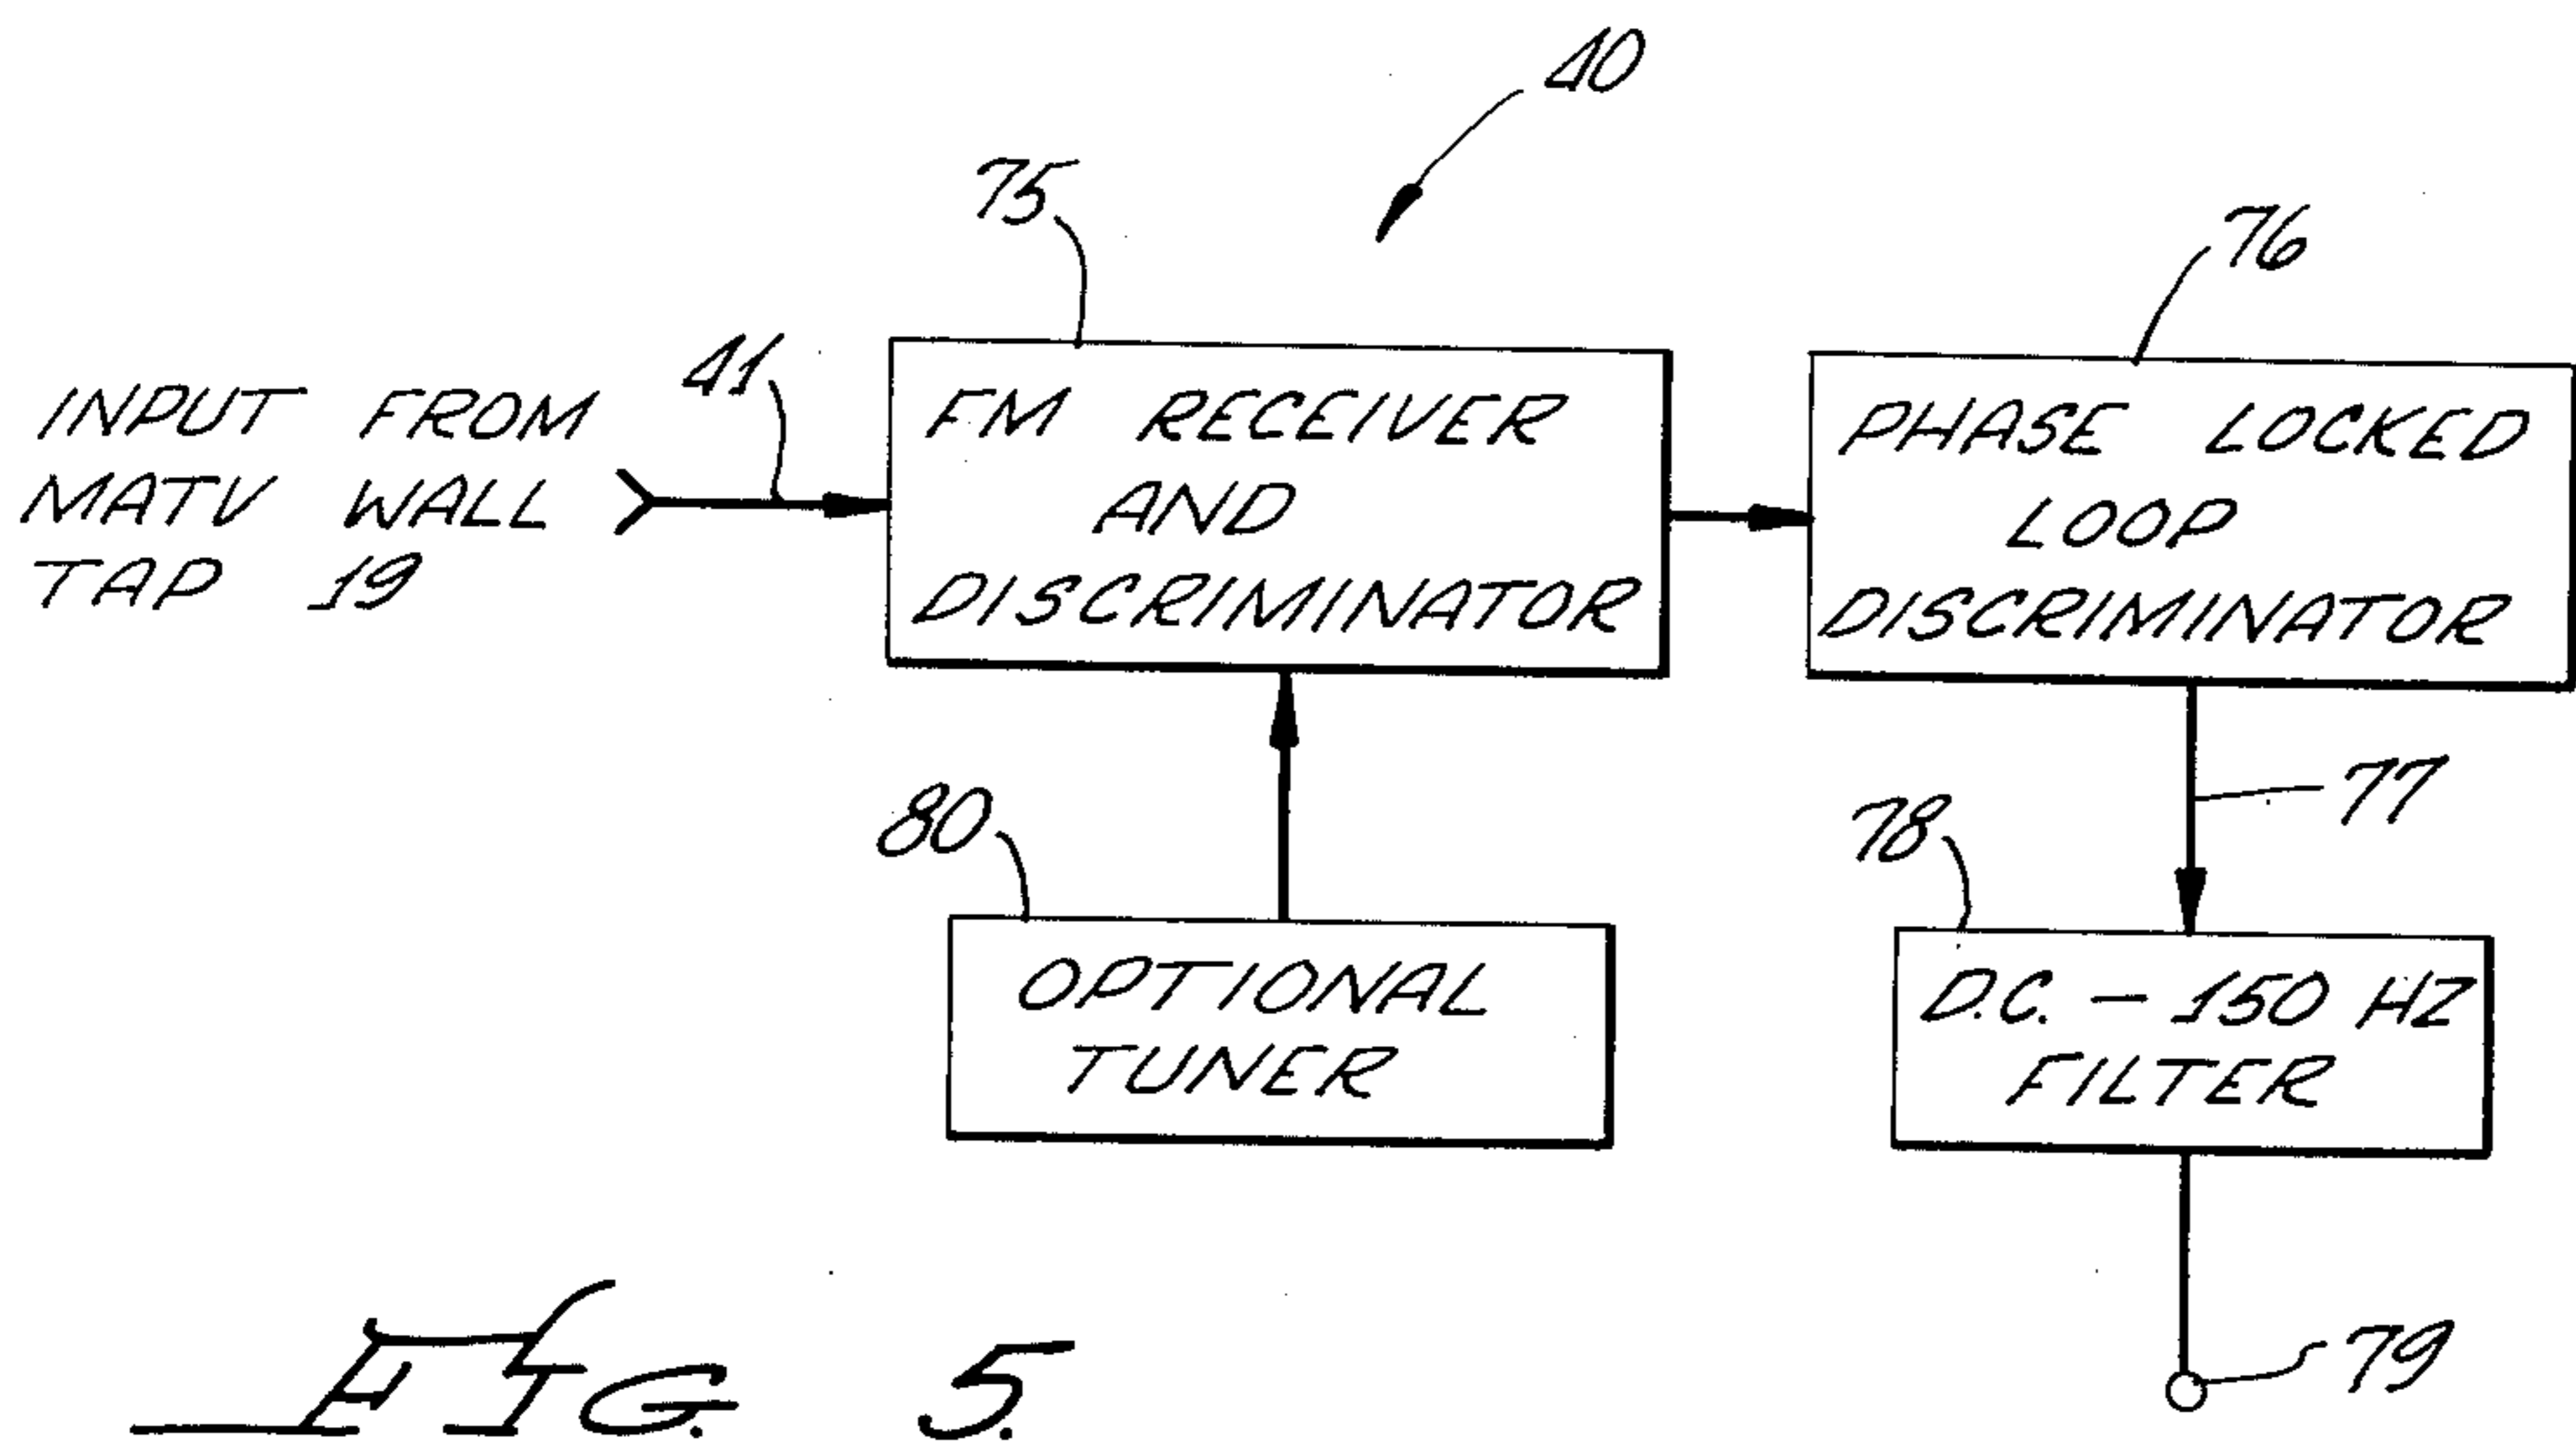 40
75
76
41
INPUT FROM
MATV WALL
TAP 19
FM RECEIVER
AND
DISCRIMINATOR
PHASE LOCKED
LOOP
DISCRIMINATOR
77
80
78
OPTIONAL
TUNER
D.C. - 150 HZ
FILTER
79
FIG. 5.